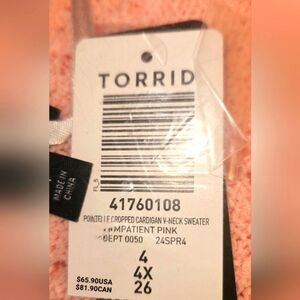 TORRID
41760108
POINTELLE CROPPED CARDIGAN V-NECK SWEATER
IMPATIENT PINK
DEPT 0050 24SPR4
4
4X
26
$65.90USA
$81.90CAN
MADE IN
CHINA